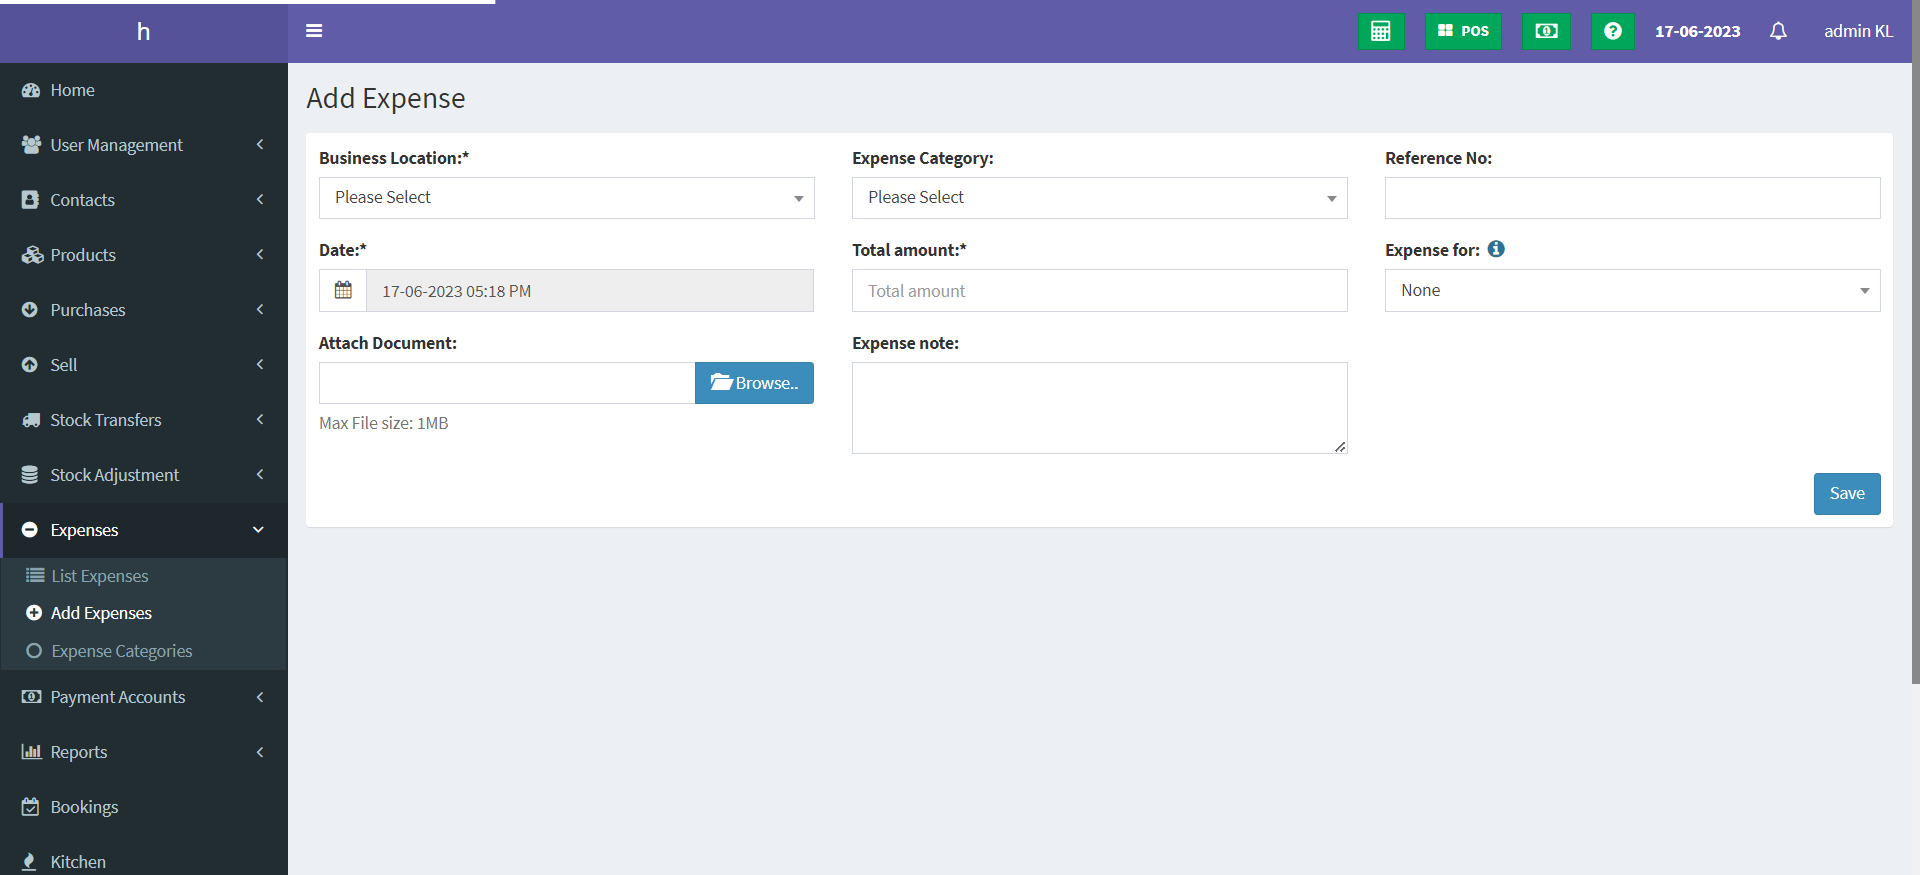 h
POS
17-06-2023
admin KL
Home
User Management
Contacts
Products
Purchases
Sell
Stock Transfers
Stock Adjustment
Expenses
List Expenses
Add Expenses
Expense Categories
Payment Accounts
Reports
Bookings
Kitchen
Add Expense
Business Location:*
Please Select
Expense Category:
Please Select
Reference No:
Date:*
17-06-2023 05:18 PM
Total amount:*
Total amount
Expense for:
None
Attach Document:
Browse..
Max File size: 1MB
Expense note:
Save